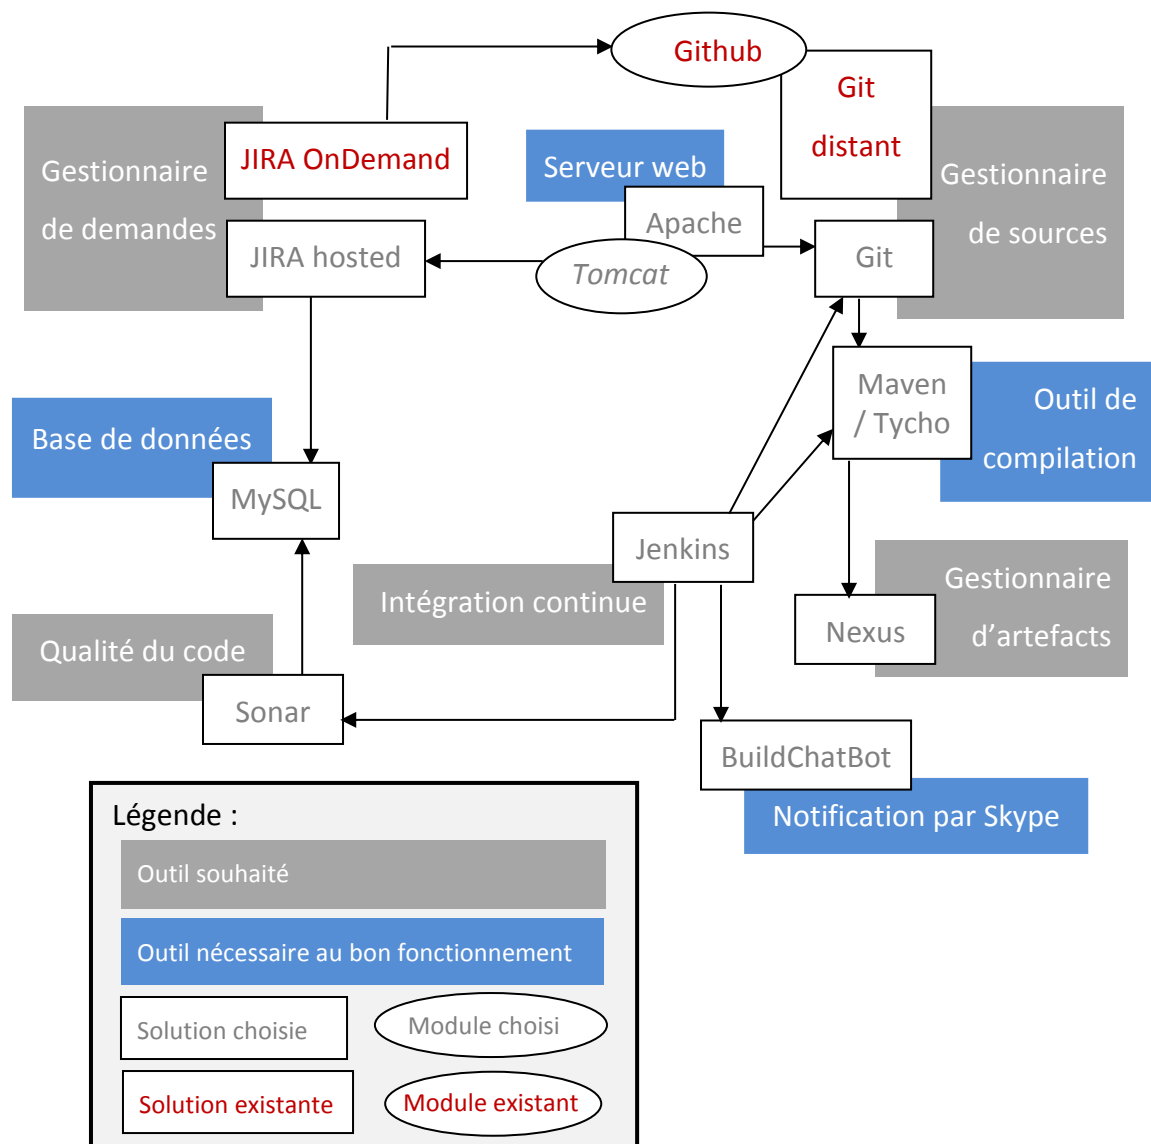 Github
Git
distant
JIRA OnDemand
Gestionnaire
de demandes
Serveur web
Gestionnaire
de sources
Apache
JIRA hosted
Tomcat
Git
Maven
/ Tycho
Outil de
compilation
Base de données
MySQL
Jenkins
Intégration continue
Gestionnaire
d’artefacts
Nexus
Qualité du code
Sonar
BuildChatBot
Notification par Skype
Légende :
Outil souhaité
Outil nécessaire au bon fonctionnement
Solution choisie
Module choisi
Solution existante
Module existant